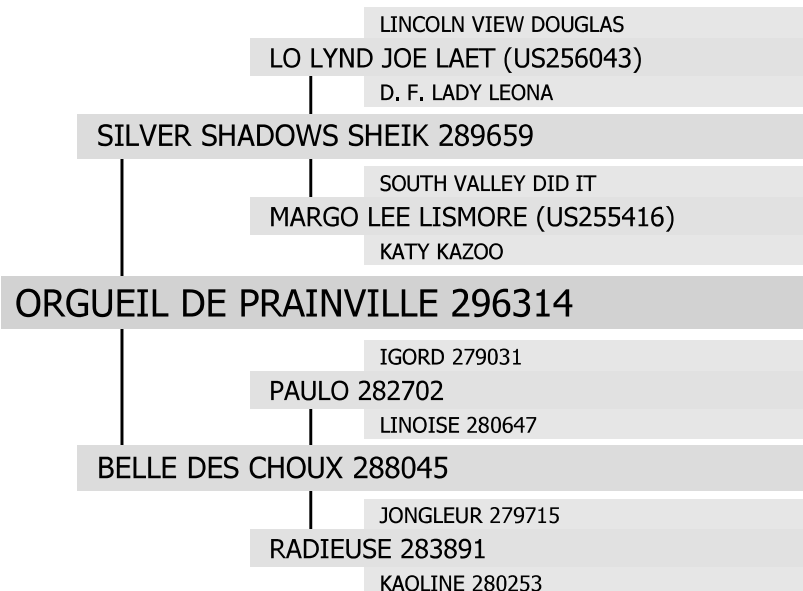 LINCOLN VIEW DOUGLAS
LO LYND JOE LAET (US256043)
D. F. LADY LEONA
SILVER SHADOWS SHEIK 289659
SOUTH VALLEY DID IT
MARGO LEE LISMORE (US255416)
KATY KAZOO
ORGUEIL DE PRAINVILLE 296314
IGORD 279031
PAULO 282702
LINOISE 280647
BELLE DES CHOUX 288045
JONGLEUR 279715
RADIEUSE 283891
KAOLINE 280253